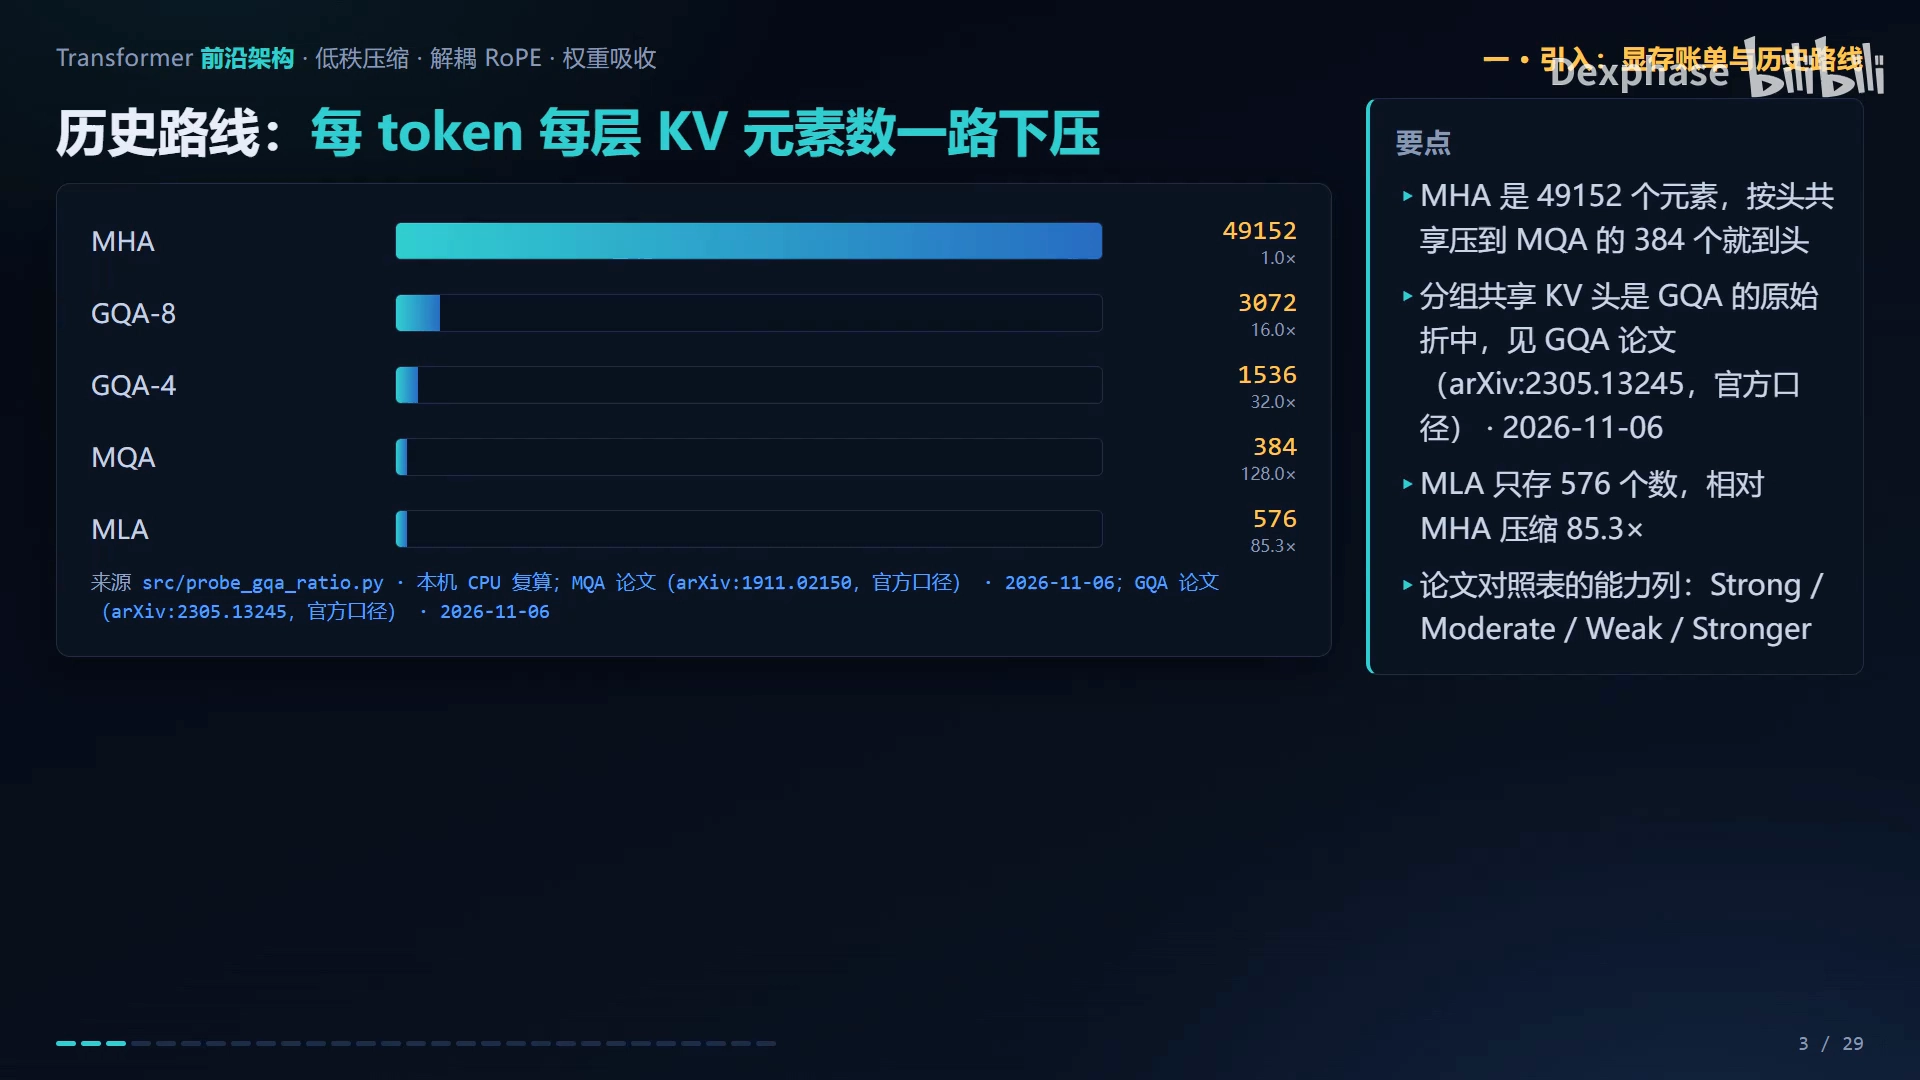 Transformer 前沿架构 · 低秩压缩 · 解耦 RoPE · 权重吸收
一 · 引入：显存账单与历史路线
Dexphase bilibili
历史路线：每 token 每层 KV 元素数一路下压
MHA
49152
1.0×
GQA-8
3072
16.0×
GQA-4
1536
32.0×
MQA
384
128.0×
MLA
576
85.3×
来源 src/probe_gqa_ratio.py · 本机 CPU 复算；MQA 论文（arXiv:1911.02150，官方口径） · 2026-11-06；GQA 论文
（arXiv:2305.13245，官方口径） · 2026-11-06
要点
▸MHA 是 49152 个元素，按头共
享压到 MQA 的 384 个就到头
▸分组共享 KV 头是 GQA 的原始
折中，见 GQA 论文
（arXiv:2305.13245，官方口
径） · 2026-11-06
▸MLA 只存 576 个数，相对
MHA 压缩 85.3×
▸论文对照表的能力列：Strong /
Moderate / Weak / Stronger
3 / 29